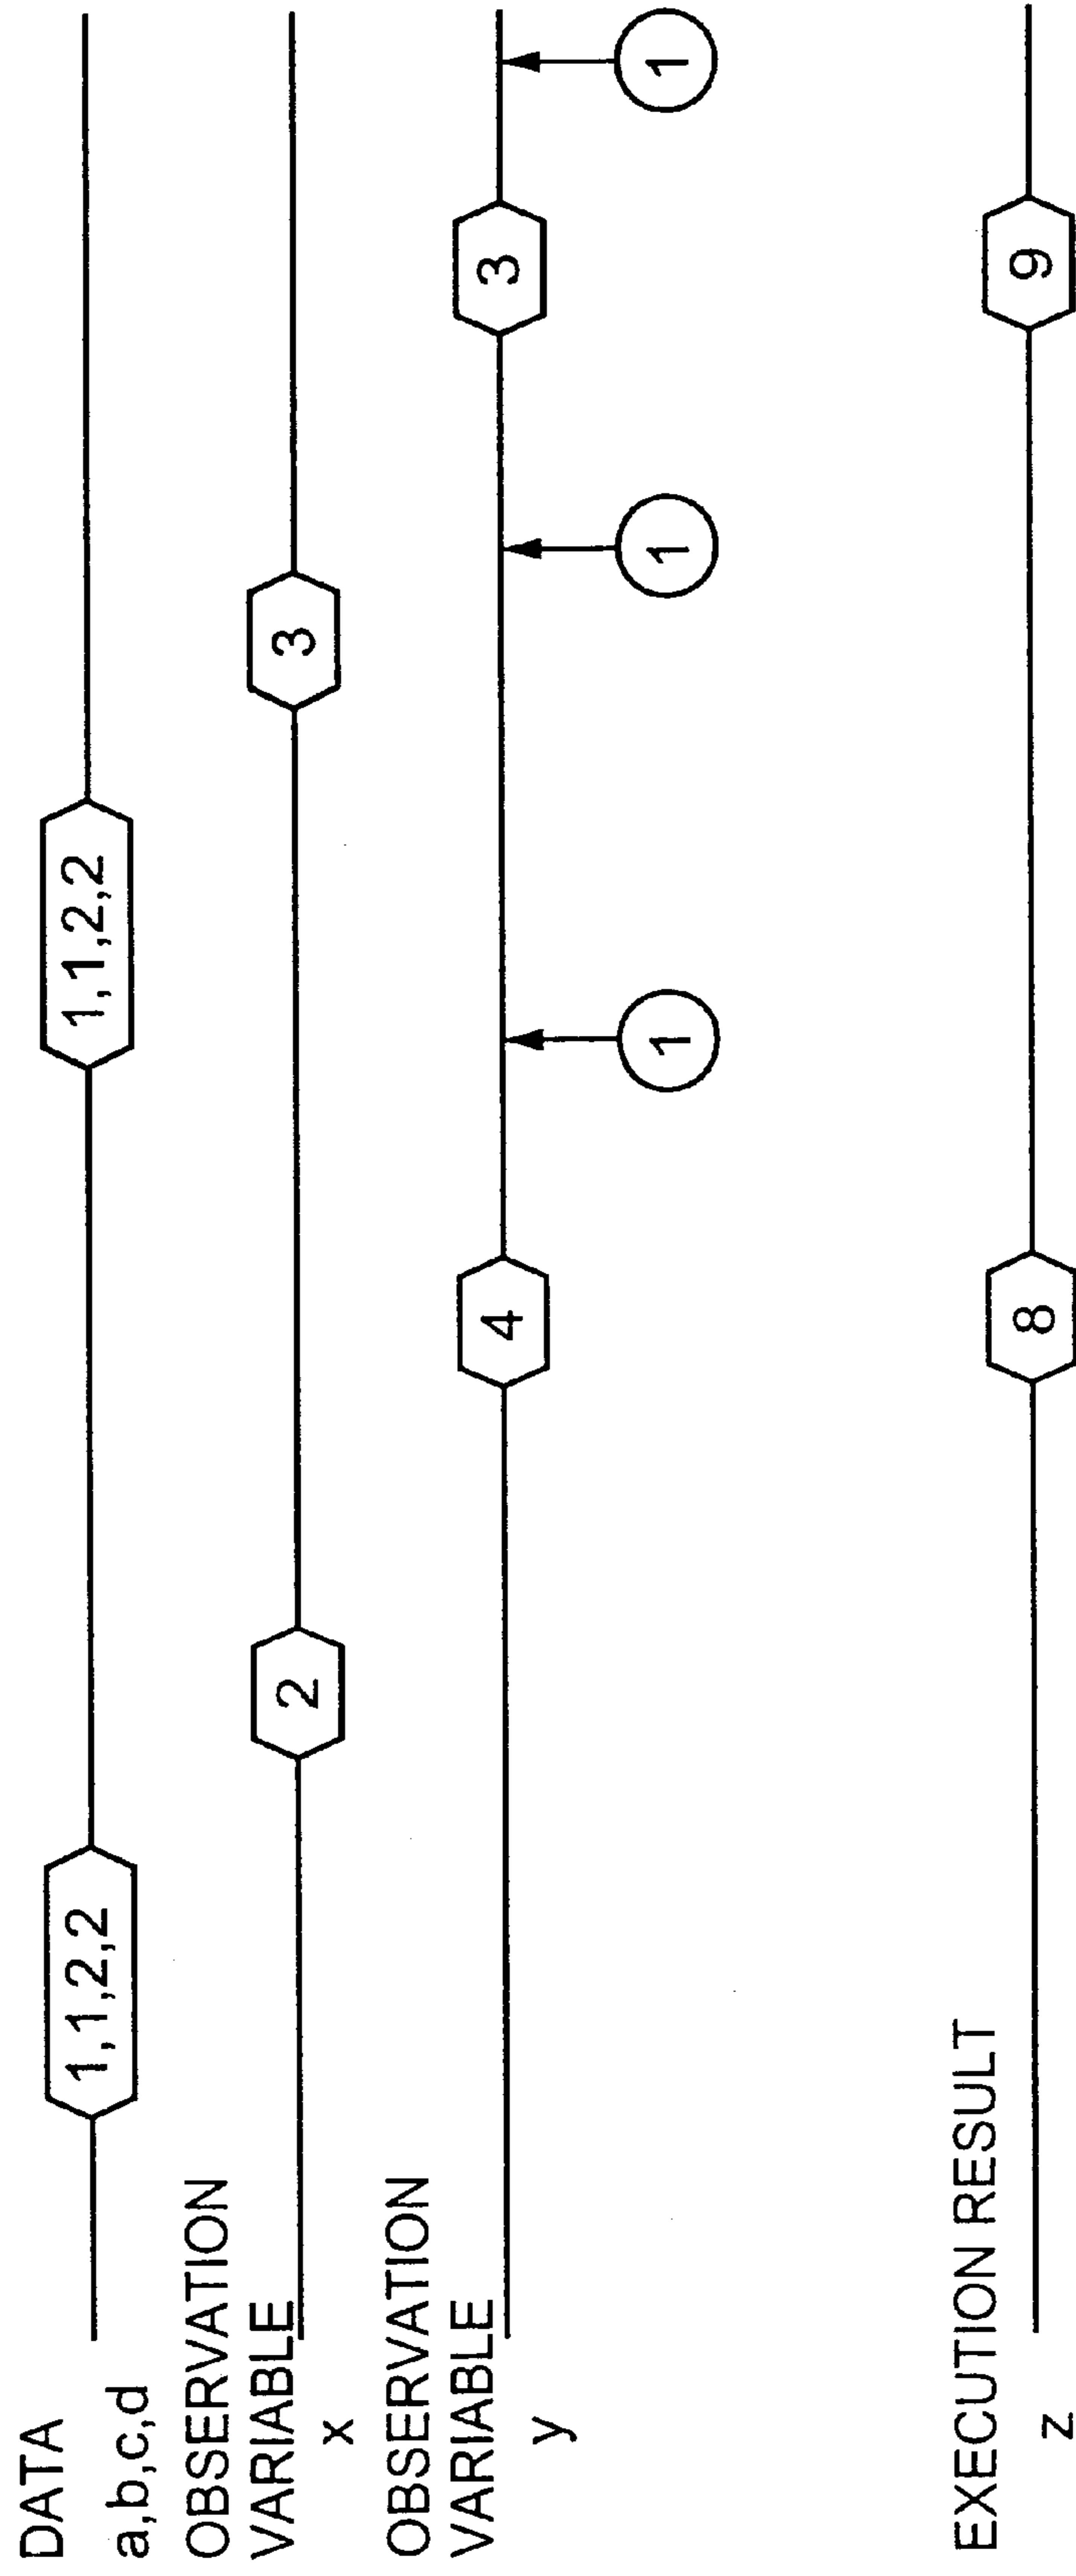 DATA
a,b,c,d
1,1,2,2
1,1,2,2
OBSERVATION
VARIABLE
x
2
3
OBSERVATION
VARIABLE
y
4
3
1
1
1
EXECUTION RESULT
z
8
9